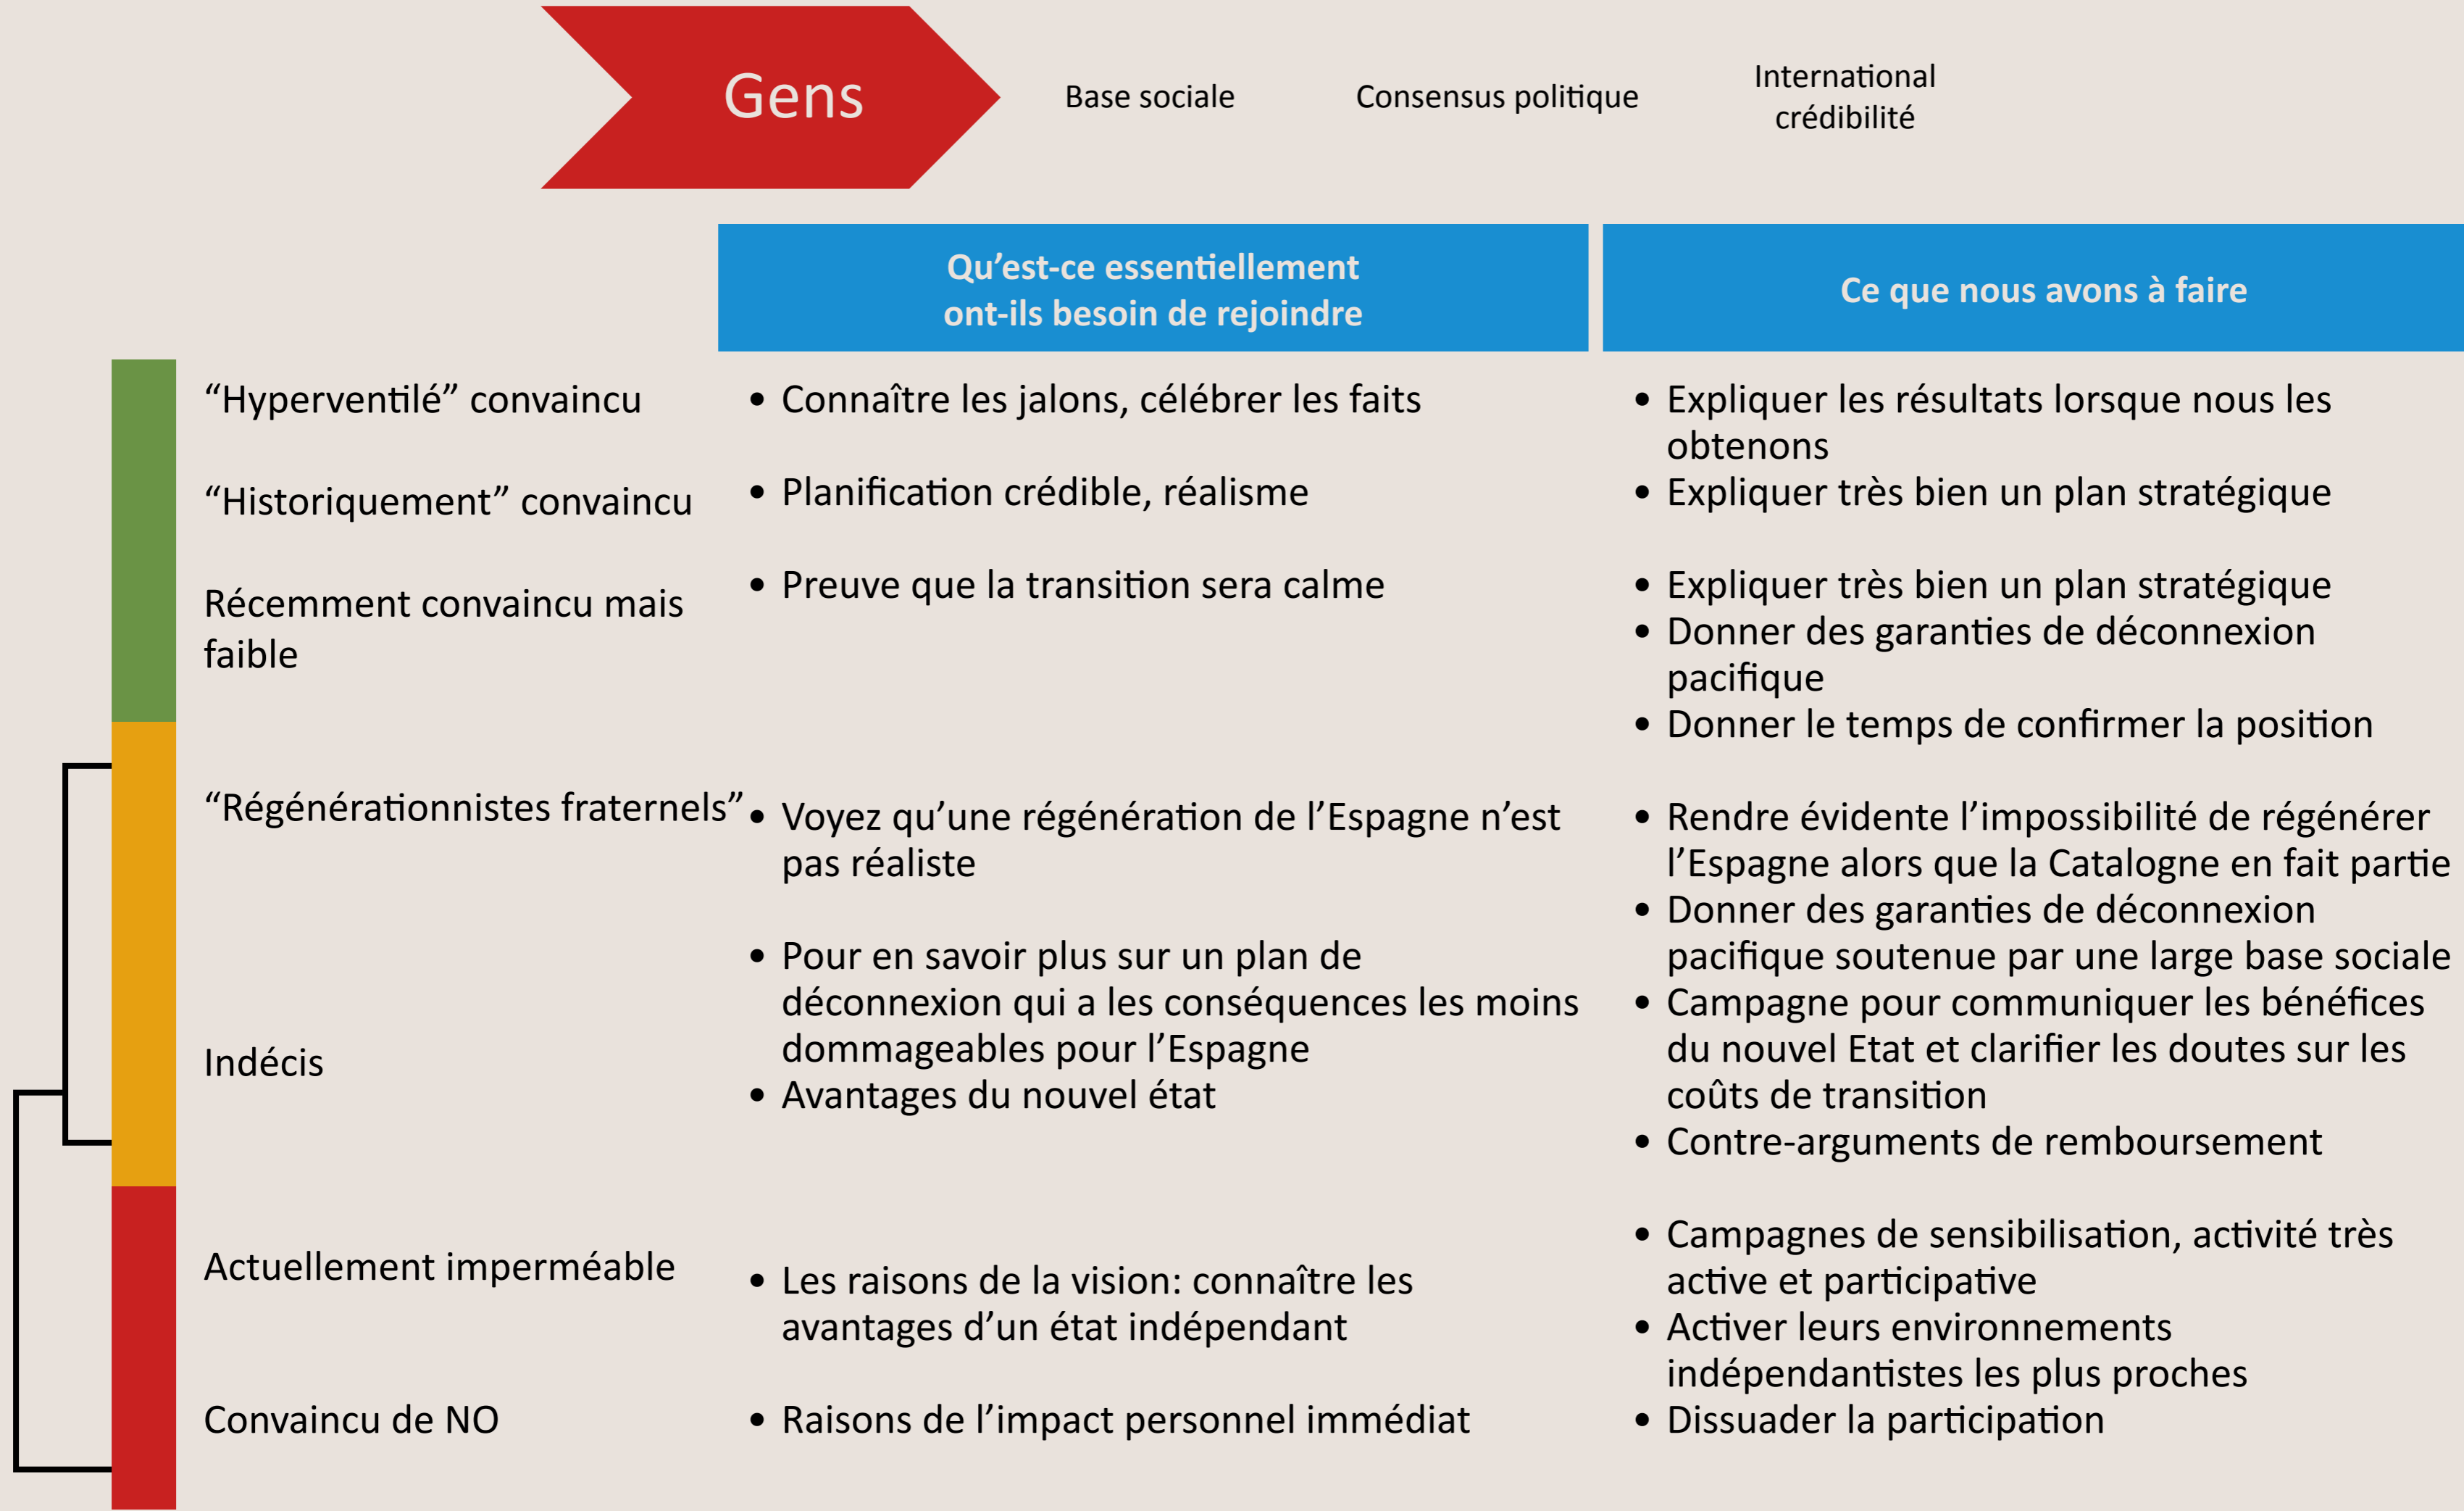 Gens
Base sociale
Consensus politique
International
crédibilité
Qu’est-ce essentiellement
ont-ils besoin de rejoindre
Ce que nous avons à faire
“Hyperventilé” convaincu
“Historiquement” convaincu
Récemment convaincu mais
faible
“Régénérationnistes fraternels”
Indécis
Actuellement imperméable
Convaincu de NO
• Connaître les jalons, célébrer les faits
• Planification crédible, réalisme
• Preuve que la transition sera calme
• Voyez qu’une régénération de l’Espagne n’est
pas réaliste
• Pour en savoir plus sur un plan de
déconnexion qui a les conséquences les moins
dommageables pour l’Espagne
• Avantages du nouvel état
• Les raisons de la vision: connaître les
avantages d’un état indépendant
• Raisons de l’impact personnel immédiat
• Expliquer les résultats lorsque nous les
obtenons
• Expliquer très bien un plan stratégique
• Expliquer très bien un plan stratégique
• Donner des garanties de déconnexion
pacifique
• Donner le temps de confirmer la position
• Rendre évidente l’impossibilité de régénérer
l’Espagne alors que la Catalogne en fait partie
• Donner des garanties de déconnexion
pacifique soutenue par une large base sociale
• Campagne pour communiquer les bénéfices
du nouvel Etat et clarifier les doutes sur les
coûts de transition
• Contre-arguments de remboursement
• Campagnes de sensibilisation, activité très
active et participative
• Activer leurs environnements
indépendantistes les plus proches
• Dissuader la participation